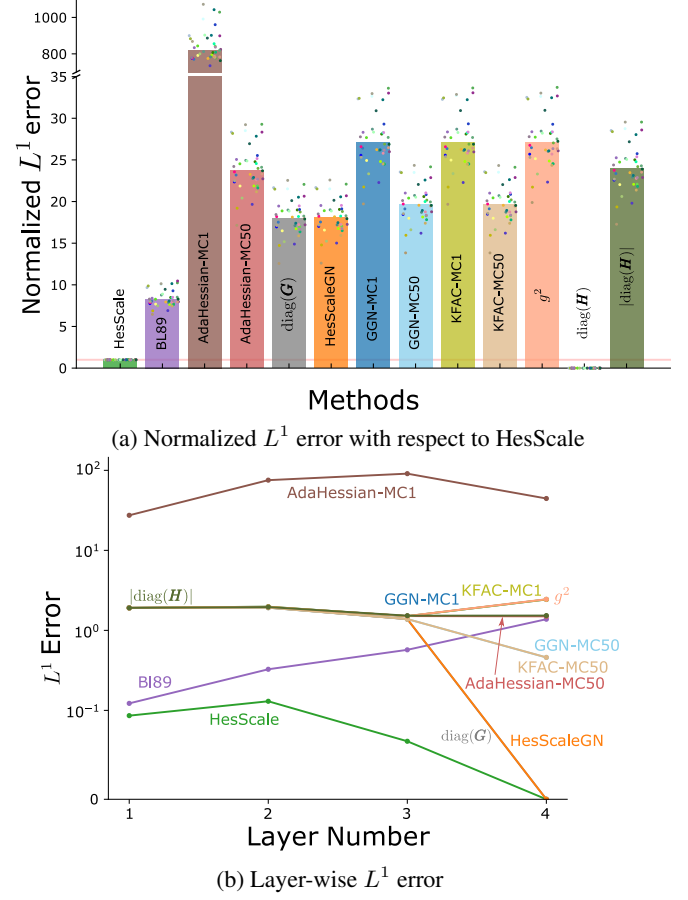 1000
800
35
30
25
20
15
10
5
0
Normalized L¹ error
HesScale
BL89
AdaHessian-MC1
AdaHessian-MC50
diag(G)
HesScaleGN
GGN-MC1
GGN-MC50
KFAC-MC1
KFAC-MC50
g²
diag(H)
|diag(H)|
Methods
(a) Normalized L¹ error with respect to HesScale
10²
10¹
10⁰
10⁻¹
0
L¹ Error
AdaHessian-MC1
|diag(H)|
GGN-MC1
KFAC-MC1
g²
GGN-MC50
KFAC-MC50
AdaHessian-MC50
Bl89
HesScale
diag(G)
HesScaleGN
1 2 3 4
Layer Number
(b) Layer-wise L¹ error